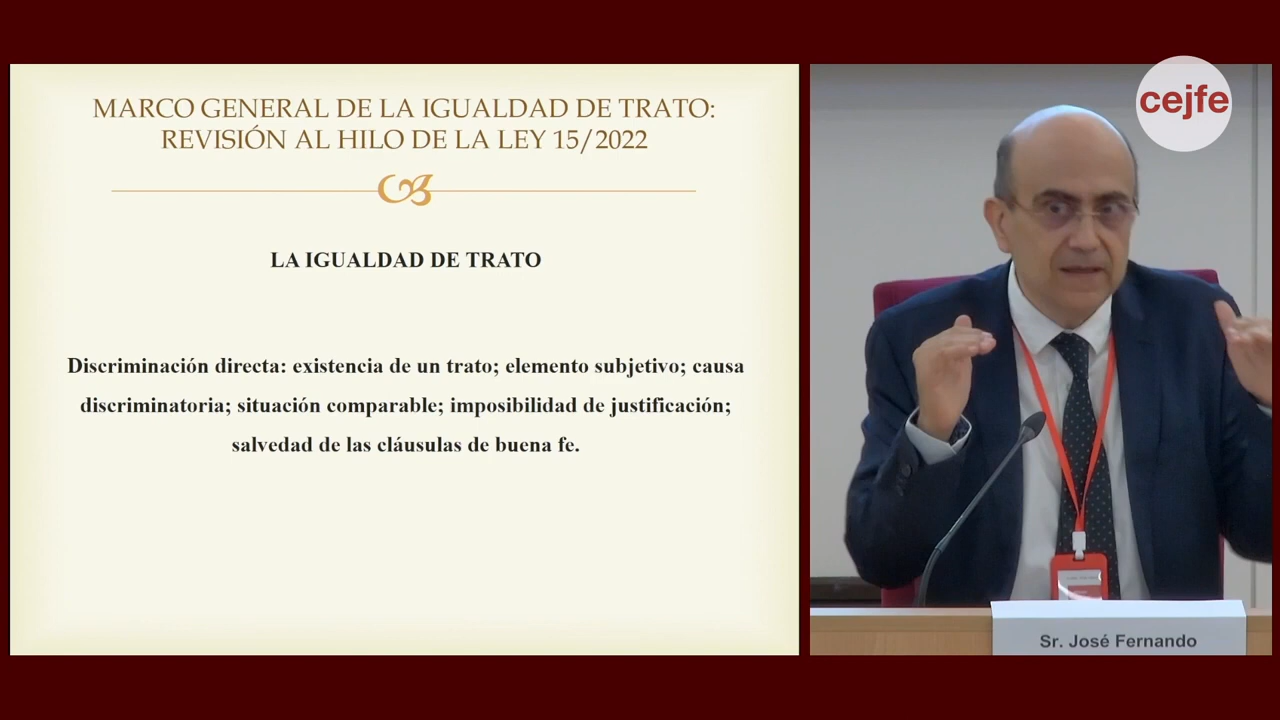 MARCO GENERAL DE LA IGUALDAD DE TRATO:
REVISIÓN AL HILO DE LA LEY 15/2022
LA IGUALDAD DE TRATO
Discriminación directa: existencia de un trato; elemento subjetivo; causa
discriminatoria; situación comparable; imposibilidad de justificación;
salvedad de las cláusulas de buena fe.
cejfe
Sr. José Fernando